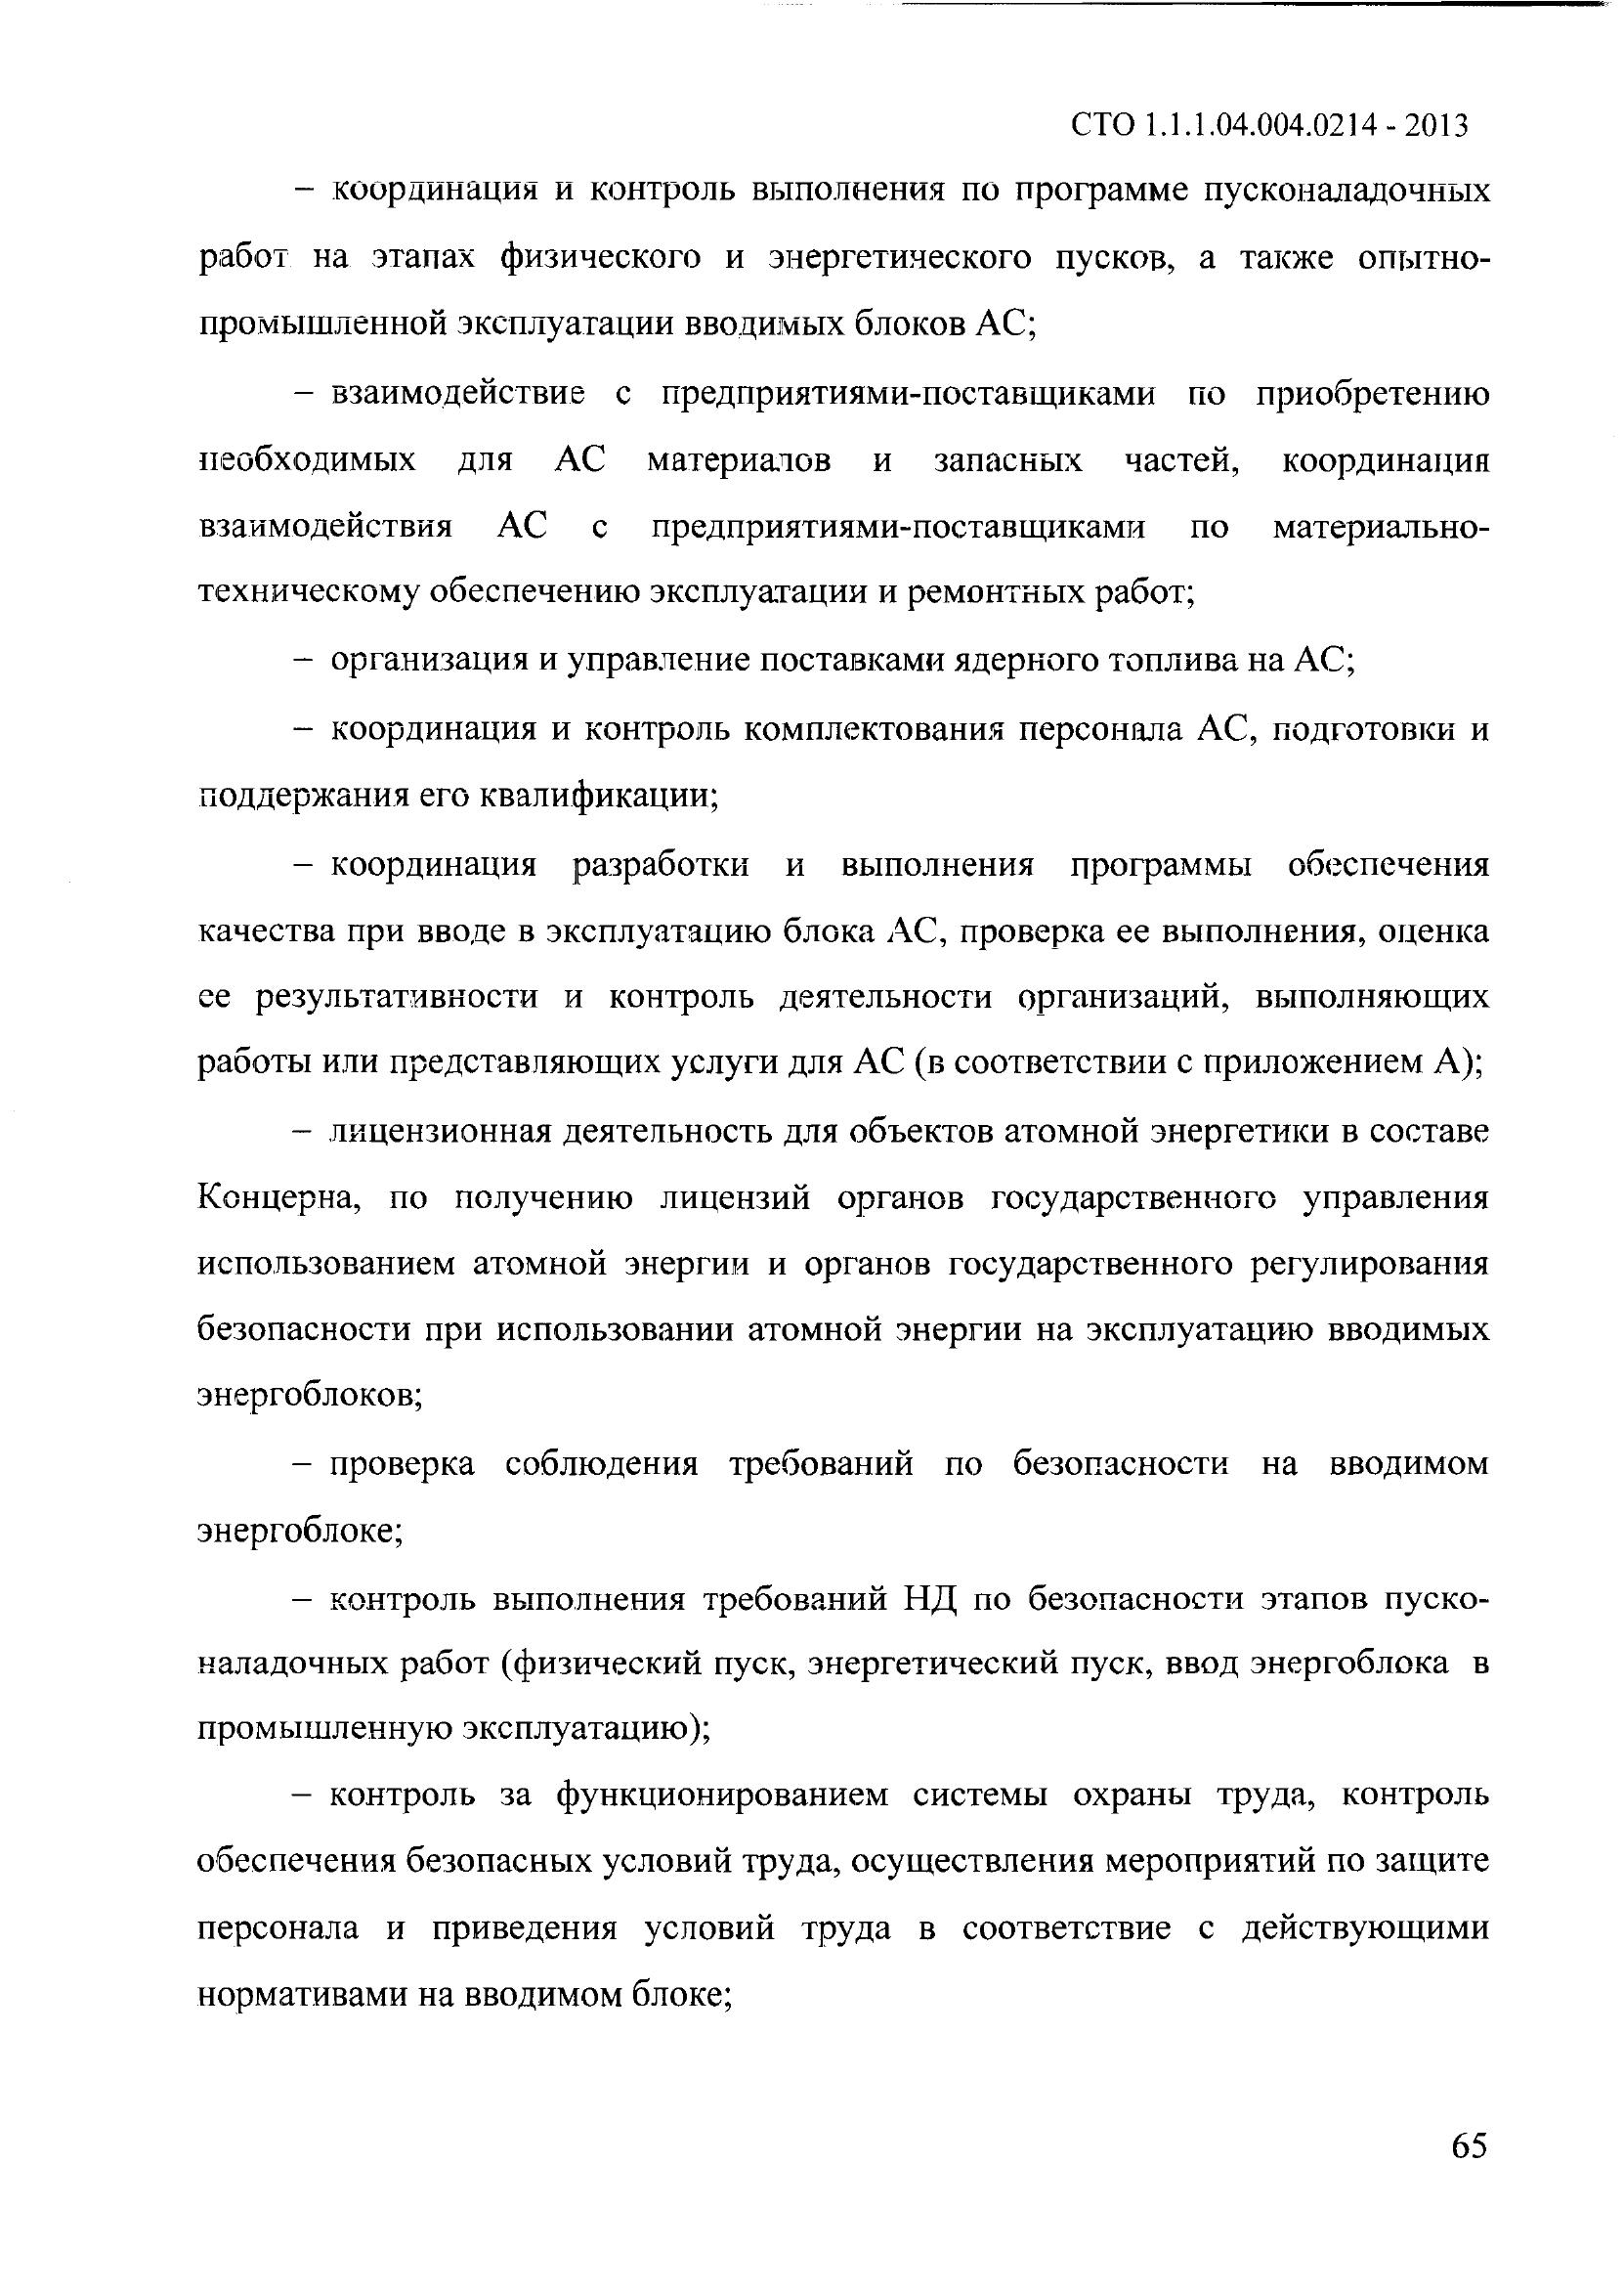 СТО 1.1.1.04.004.0214 - 2013
– координация и контроль выполнения по программе пусконаладочных
работ на этапах физического и энергетического пусков, а также опытно-
промышленной эксплуатации вводимых блоков АС;
– взаимодействие с предприятиями-поставщиками по приобретению
необходимых для АС материалов и запасных частей, координация
взаимодействия АС с предприятиями-поставщиками по материально-
техническому обеспечению эксплуатации и ремонтных работ;
– организация и управление поставками ядерного топлива на АС;
– координация и контроль комплектования персонала АС, подготовки и
поддержания его квалификации;
– координация разработки и выполнения программы обеспечения
качества при вводе в эксплуатацию блока АС, проверка ее выполнения, оценка
ее результативности и контроль деятельности организаций, выполняющих
работы или представляющих услуги для АС (в соответствии с приложением А);
– лицензионная деятельность для объектов атомной энергетики в составе
Концерна, по получению лицензий органов государственного управления
использованием атомной энергии и органов государственного регулирования
безопасности при использовании атомной энергии на эксплуатацию вводимых
энергоблоков;
– проверка соблюдения требований по безопасности на вводимом
энергоблоке;
– контроль выполнения требований НД по безопасности этапов пуско-
наладочных работ (физический пуск, энергетический пуск, ввод энергоблока в
промышленную эксплуатацию);
– контроль за функционированием системы охраны труда, контроль
обеспечения безопасных условий труда, осуществления мероприятий по защите
персонала и приведения условий труда в соответствие с действующими
нормативами на вводимом блоке;
65